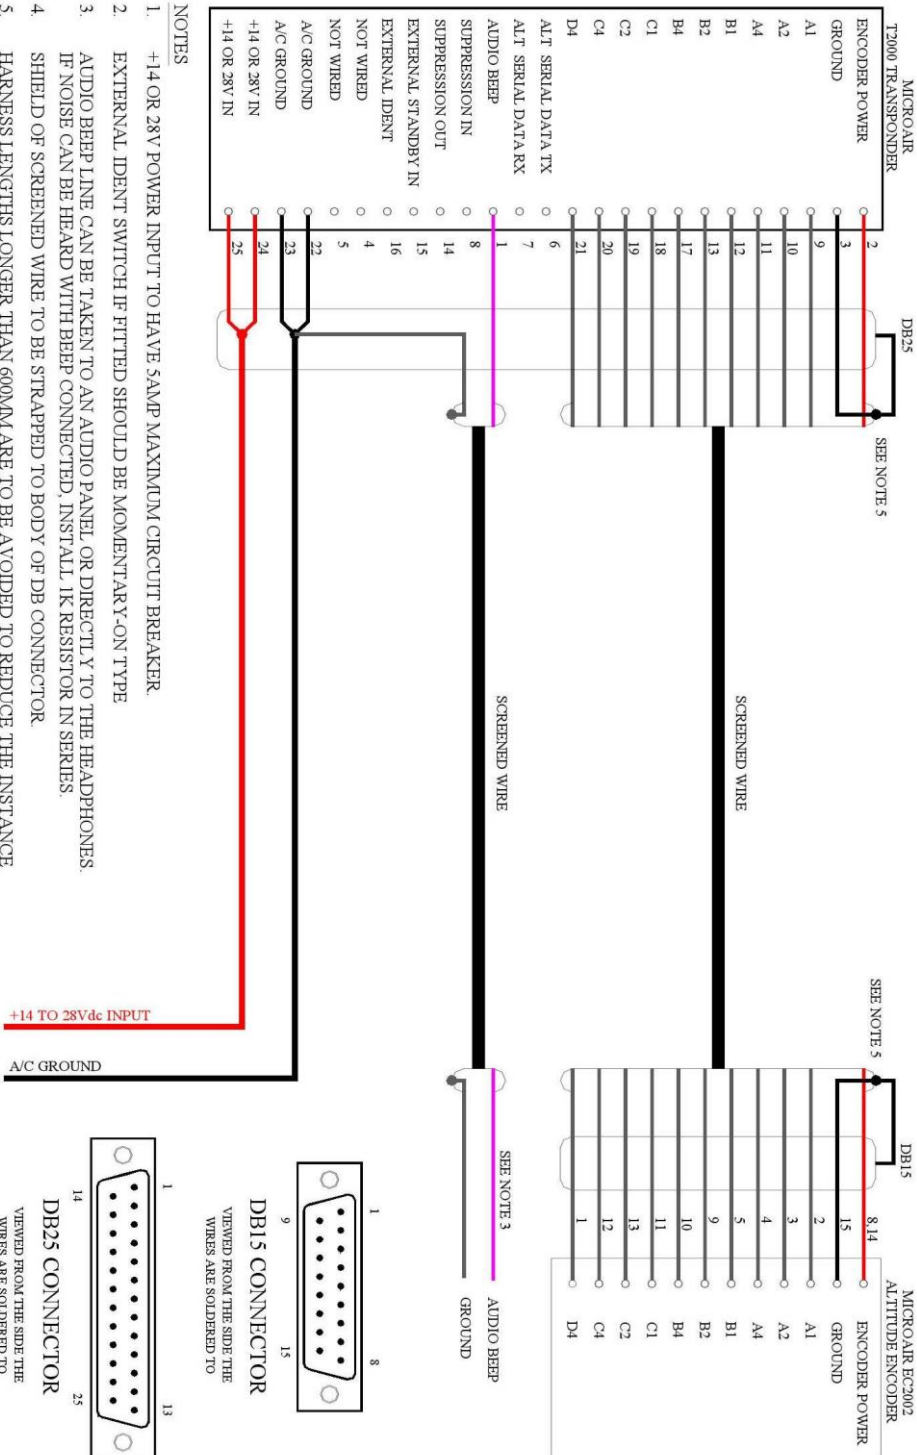 MICROAIR
T2000 TRANSPONDER
ENCODER POWER
GROUND
A1
A2
A4
B1
B2
B4
C1
C2
C4
D4
ALT SERIAL DATA TX
ALT SERIAL DATA RX
AUDIO BEEP
SUPPRESSION IN
SUPPRESSION OUT
EXTERNAL STANDBY IN
EXTERNAL IDENT
NOT WIRED
NOT WIRED
A/C GROUND
A/C GROUND
+14 OR 28V IN
+14 OR 28V IN
2
3
9
10
11
12
13
17
18
19
20
21
6
7
1
8
14
15
16
4
5
22
23
24
25
DB25
SEE NOTE 5
SCREENED WIRE
SCREENED WIRE
SEE NOTE 5
DB15
SEE NOTE 3
8,14
15
2
3
4
5
9
10
11
13
12
1
MICROAIR EC2002
ALTITUDE ENCODER
ENCODER POWER
GROUND
A1
A2
A4
B1
B2
B4
C1
C2
C4
D4
AUDIO BEEP
GROUND
+14 TO 28Vdc INPUT
A/C GROUND
1
8
9
15
DB15 CONNECTOR
VIEWED FROM THE SIDE THE
WIRES ARE SOLDERED TO
1
13
14
25
DB25 CONNECTOR
VIEWED FROM THE SIDE THE
WIRES ARE SOLDERED TO
NOTES
1. +14 OR 28V POWER INPUT TO HAVE 5AMP MAXIMUM CIRCUIT BREAKER.
2. EXTERNAL IDENT SWITCH IF FITTED SHOULD BE MOMENTARY-ON TYPE
3. AUDIO BEEP LINE CAN BE TAKEN TO AN AUDIO PANEL OR DIRECTLY TO THE HEADPHONES.
IF NOISE CAN BE HEARD WITH BEEP CONNECTED, INSTALL 1K RESISTOR IN SERIES.
4. SHIELD OF SCREENED WIRE TO BE STRAPPED TO BODY OF DB CONNECTOR.
5. HARNESS LENGTHS LONGER THAN 600MM ARE TO BE AVOIDED TO REDUCE THE INSTANCE